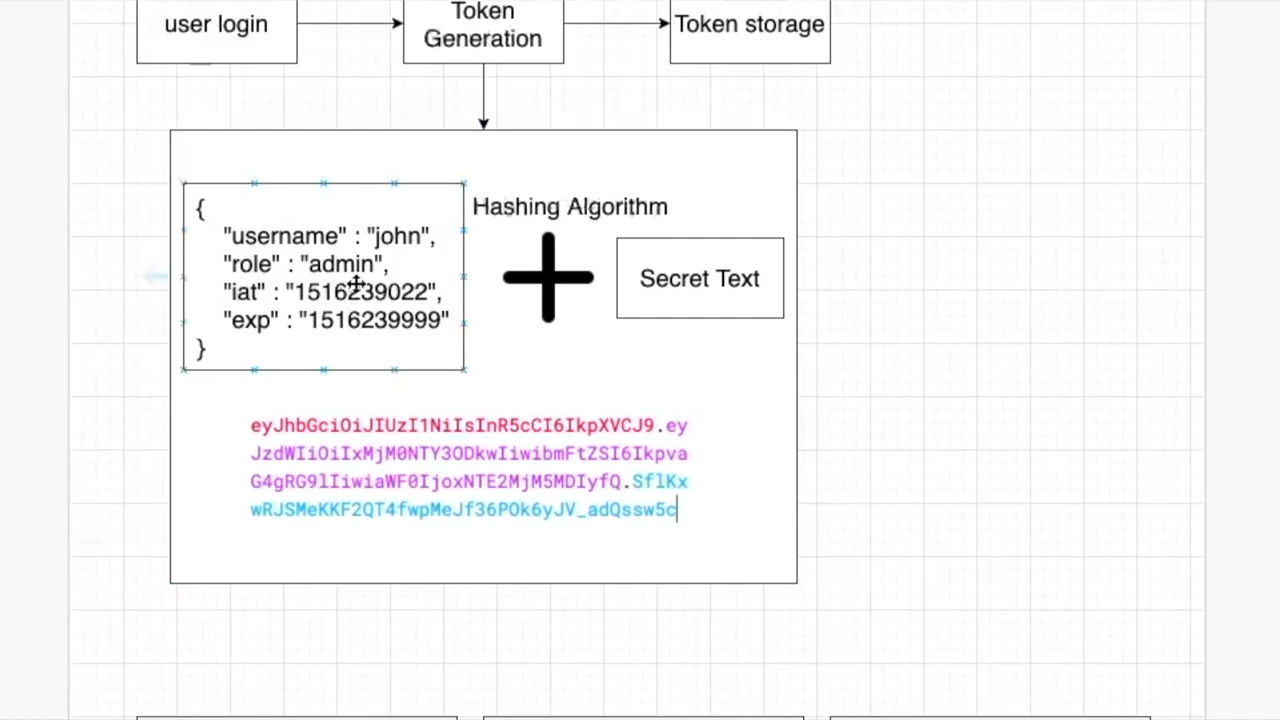 user login
Token
Generation
Token storage
{
"username" : "john",
"role" : "admin",
"iat" : "1516239022",
"exp" : "1516239999"
}
Hashing Algorithm
Secret Text
eyJhbGciOiJIUzI1NiIsInR5cCI6IkpXVCJ9.ey
JzdWIiOiIxMjM0NTY3ODkwIiwibmFtZSI6Ikpva
G4gRG9lIiwiaWF0IjoxNTE2MjM5MDIyfQ.SflKx
wRJSMeKKF2QT4fwpMeJf36POk6yJV_adQssw5c